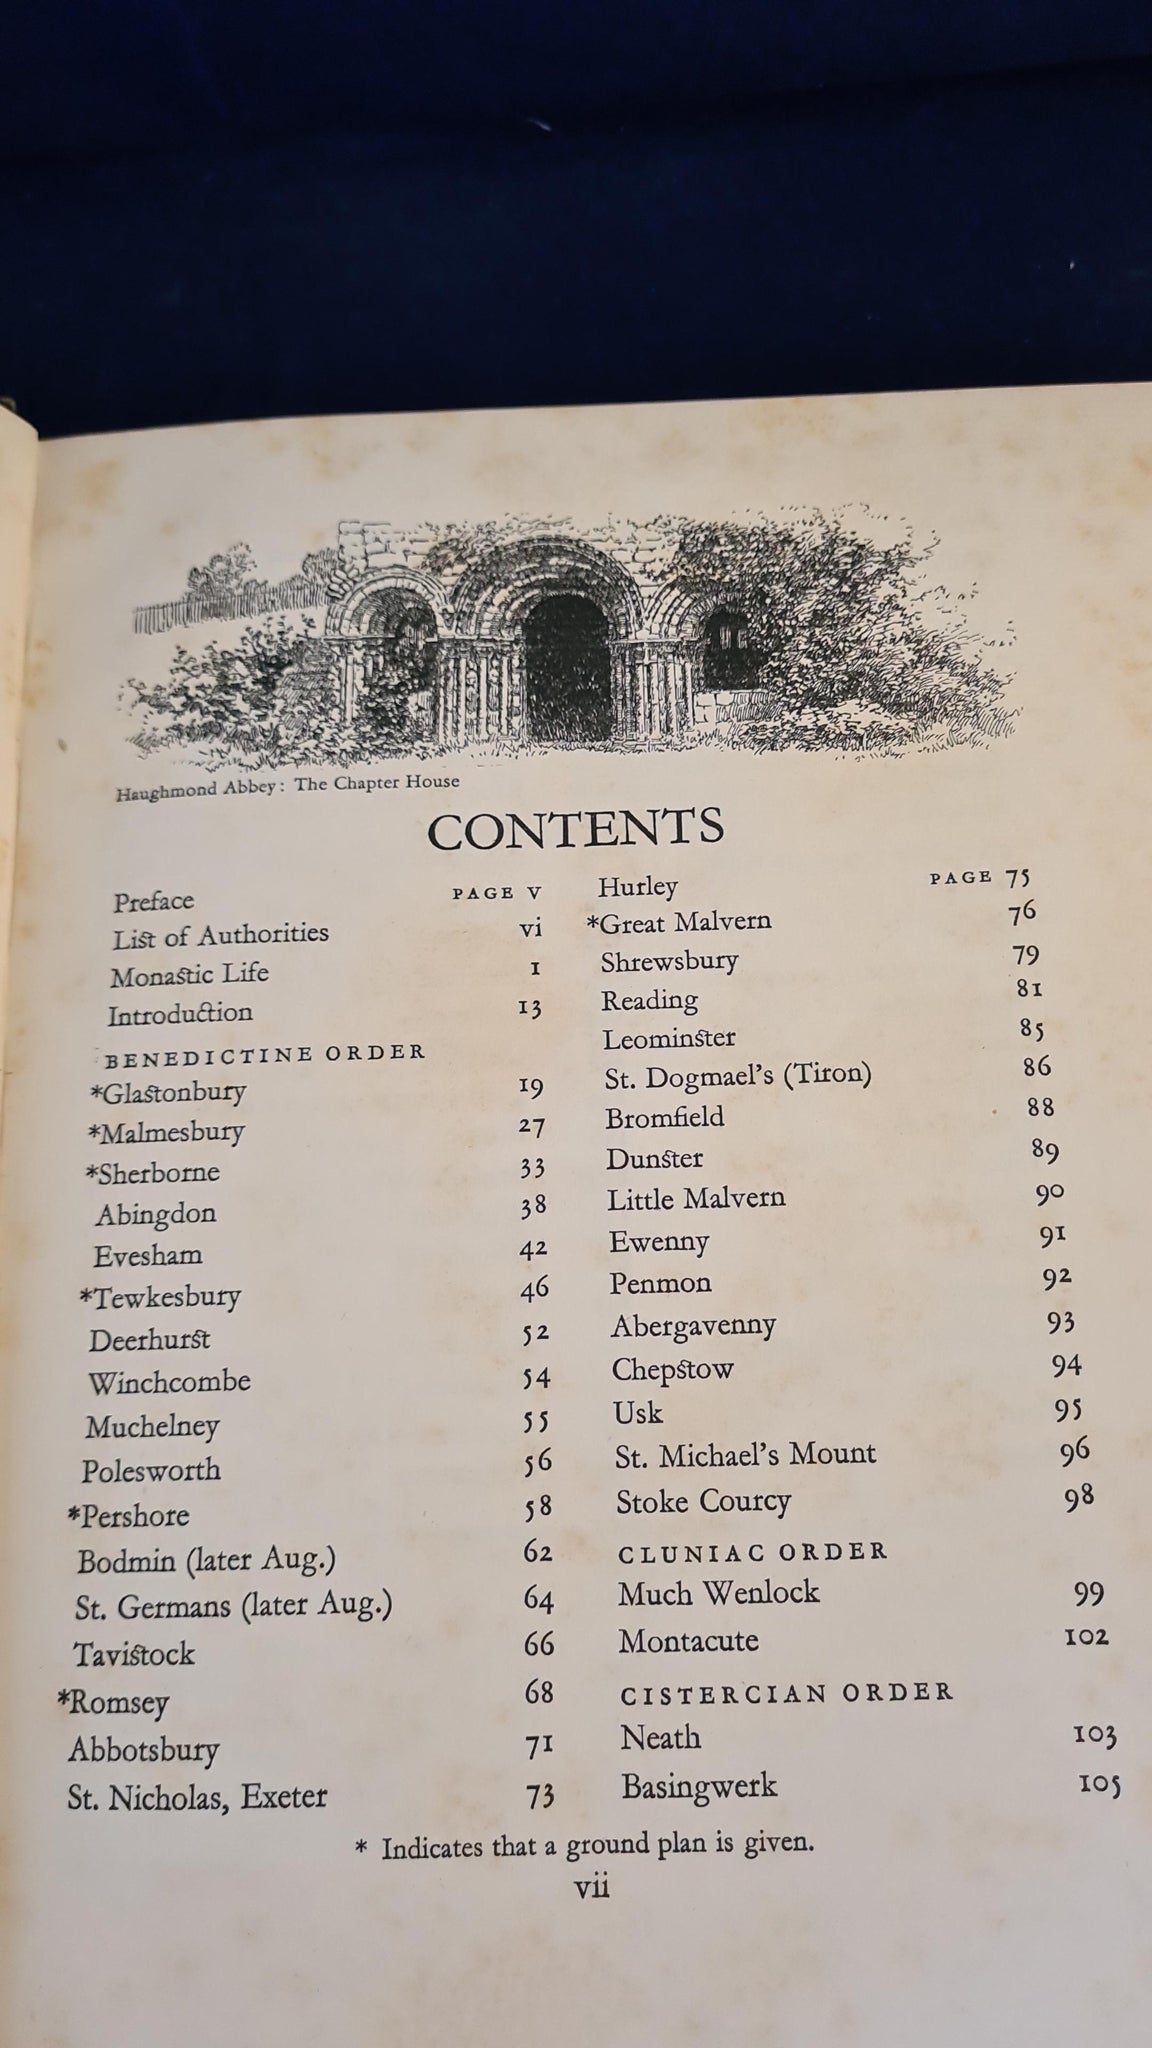 Haughmond Abbey: The Chapter House
CONTENTS
Preface PAGE V
List of Authorities vi
Monastic Life 1
Introduction 13
BENEDICTINE ORDER
*Glastonbury 19
*Malmesbury 27
*Sherborne 33
Abingdon 38
Evesham 42
*Tewkesbury 46
Deerhurst 52
Winchcombe 54
Muchelney 55
Polesworth 56
*Pershore 58
Bodmin (later Aug.) 62
St. Germans (later Aug.) 64
Tavistock 66
*Romsey 68
Abbotsbury 71
St. Nicholas, Exeter 73
Hurley PAGE 75
*Great Malvern 76
Shrewsbury 79
Reading 81
Leominster 85
St. Dogmael's (Tiron) 86
Bromfield 88
Dunster 89
Little Malvern 90
Ewenny 91
Penmon 92
Abergavenny 93
Chepstow 94
Usk 95
St. Michael's Mount 96
Stoke Courcy 98
CLUNIAC ORDER
Much Wenlock 99
Montacute 102
CISTERCIAN ORDER
Neath 103
Basingwerk 105
* Indicates that a ground plan is given.
vii